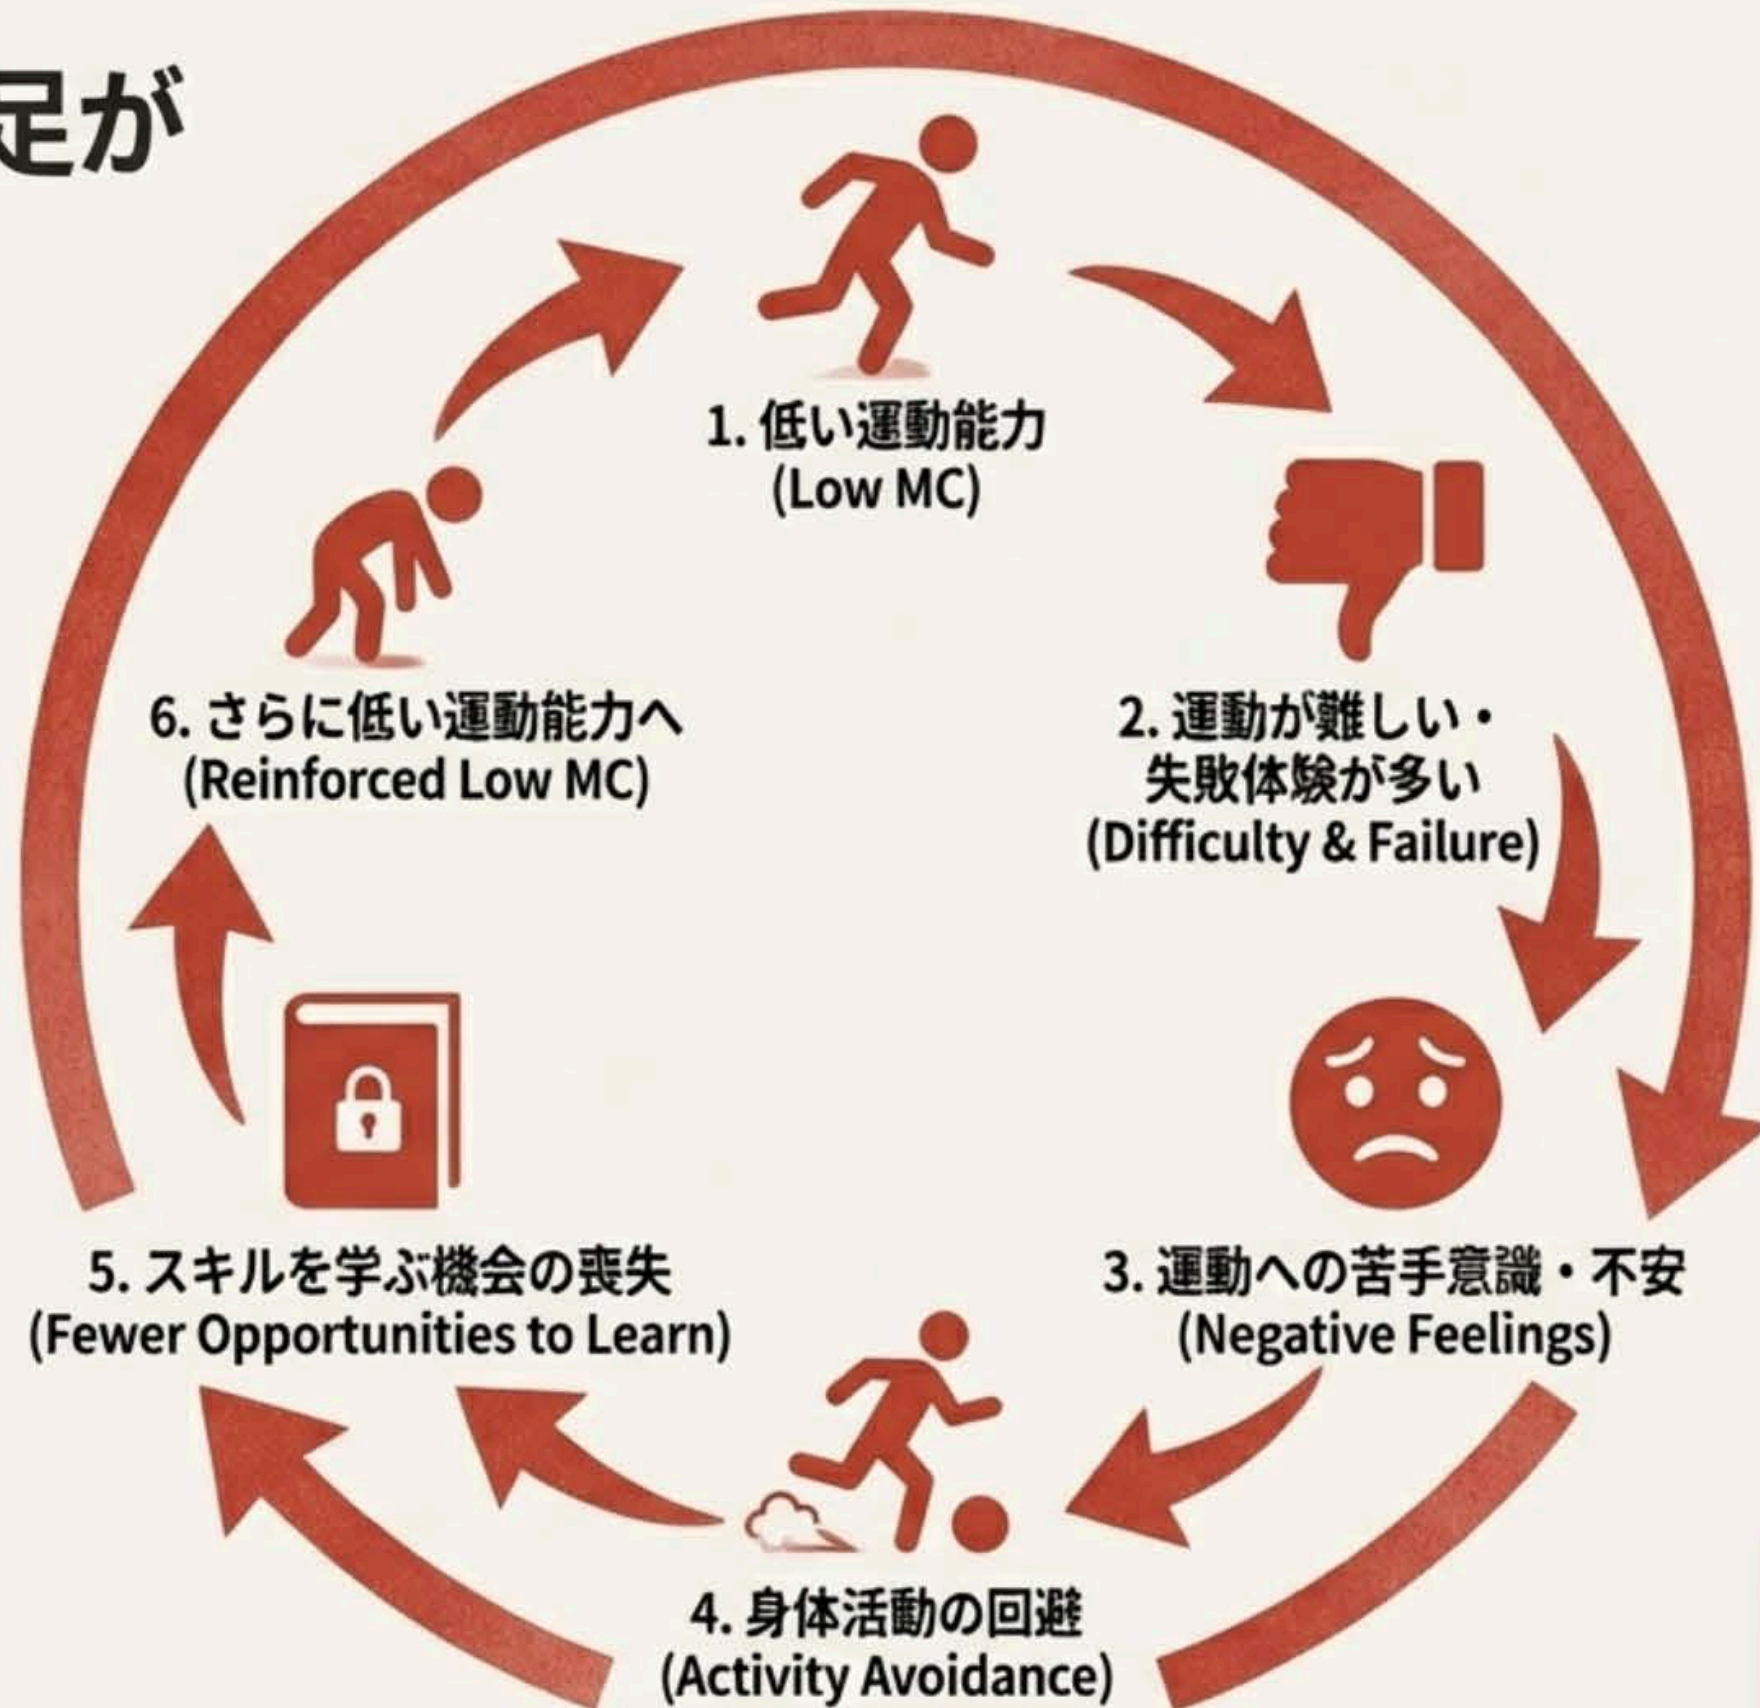 足が
1. 低い運動能力
(Low MC)
2. 運動が難しい・
失敗体験が多い
(Difficulty & Failure)
3. 運動への苦手意識・不安
(Negative Feelings)
4. 身体活動の回避
(Activity Avoidance)
5. スキルを学ぶ機会の喪失
(Fewer Opportunities to Learn)
6. さらに低い運動能力へ
(Reinforced Low MC)